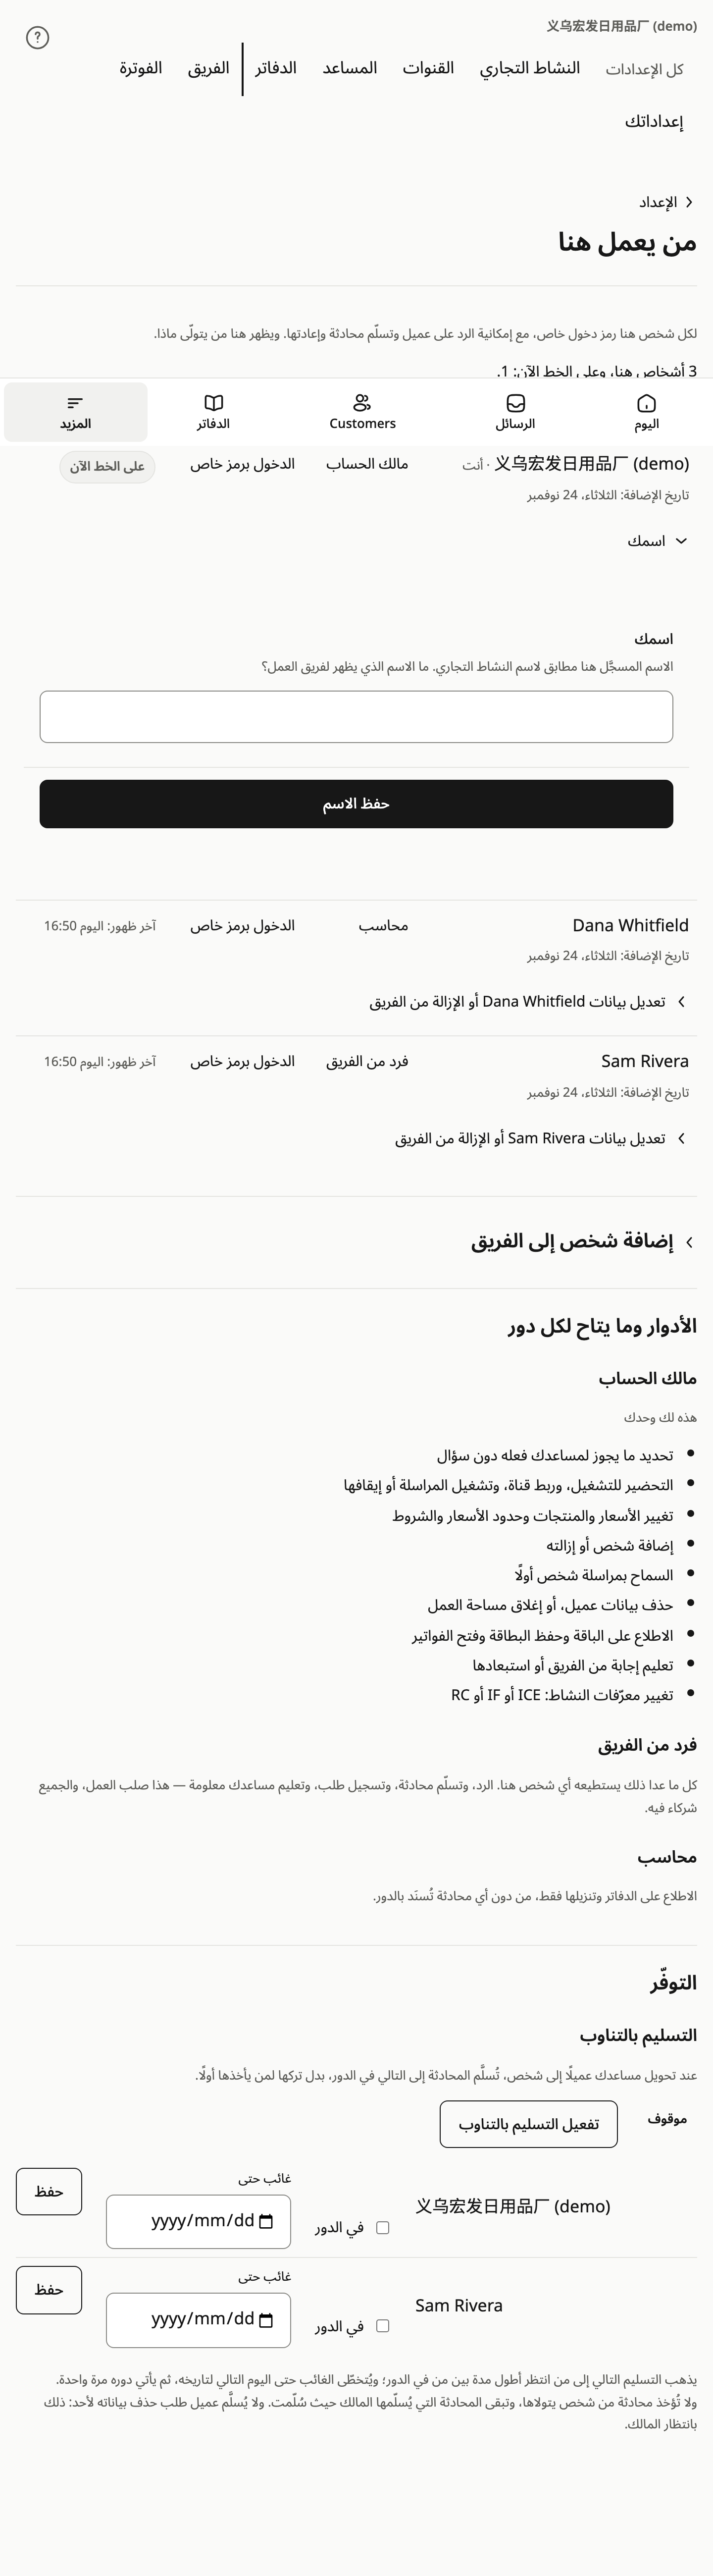 义乌宏发日用品厂 (demo)
كل الإعدادات
النشاط التجاري
القنوات
المساعد
الدفاتر
الفريق
الفوترة
إعداداتك
الإعداد
من يعمل هنا
لكل شخص هنا رمز دخول خاص، مع إمكانية الرد على عميل وتسلّم محادثة وإعادتها. ويظهر هنا من يتولّى ماذا.
3 أشخاص هنا، وعلى الخط الآن: 1.
اليوم
الرسائل
Customers
الدفاتر
المزيد
义乌宏发日用品厂 (demo) · أنت
مالك الحساب
الدخول برمز خاص
على الخط الآن
تاريخ الإضافة: الثلاثاء، 24 نوفمبر
اسمك
اسمك
الاسم المسجَّل هنا مطابق لاسم النشاط التجاري. ما الاسم الذي يظهر لفريق العمل؟
حفظ الاسم
Dana Whitfield
محاسب
الدخول برمز خاص
آخر ظهور: اليوم 16:50
تاريخ الإضافة: الثلاثاء، 24 نوفمبر
تعديل بيانات Dana Whitfield أو الإزالة من الفريق
Sam Rivera
فرد من الفريق
الدخول برمز خاص
آخر ظهور: اليوم 16:50
تاريخ الإضافة: الثلاثاء، 24 نوفمبر
تعديل بيانات Sam Rivera أو الإزالة من الفريق
إضافة شخص إلى الفريق
الأدوار وما يتاح لكل دور
مالك الحساب
هذه لك وحدك
تحديد ما يجوز لمساعدك فعله دون سؤال
التحضير للتشغيل، وربط قناة، وتشغيل المراسلة أو إيقافها
تغيير الأسعار والمنتجات وحدود الأسعار والشروط
إضافة شخص أو إزالته
السماح بمراسلة شخص أولًا
حذف بيانات عميل، أو إغلاق مساحة العمل
الاطلاع على الباقة وحفظ البطاقة وفتح الفواتير
تعليم إجابة من الفريق أو استبعادها
تغيير معرّفات النشاط: ICE أو IF أو RC
فرد من الفريق
كل ما عدا ذلك يستطيعه أي شخص هنا. الرد، وتسلّم محادثة، وتسجيل طلب، وتعليم مساعدك معلومة — هذا صلب العمل، والجميع
شركاء فيه.
محاسب
الاطلاع على الدفاتر وتنزيلها فقط، من دون أي محادثة تُسنَد بالدور.
التوفّر
التسليم بالتناوب
عند تحويل مساعدك عميلًا إلى شخص، تُسلَّم المحادثة إلى التالي في الدور، بدل تركها لمن يأخذها أولًا.
موقوف
تفعيل التسليم بالتناوب
义乌宏发日用品厂 (demo)
في الدور
غائب حتى
yyyy/mm/dd
حفظ
Sam Rivera
في الدور
غائب حتى
yyyy/mm/dd
حفظ
يذهب التسليم التالي إلى من انتظر أطول مدة بين من في الدور؛ ويُتخطّى الغائب حتى اليوم التالي لتاريخه، ثم يأتي دوره مرة واحدة.
ولا تُؤخذ محادثة من شخص يتولاها، وتبقى المحادثة التي يُسلّمها المالك حيث سُلّمت. ولا يُسلَّم عميل طلب حذف بياناته لأحد: ذلك
بانتظار المالك.